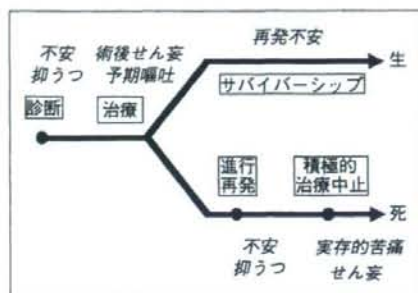 再発不安
不安
抑うつ
術後せん妄
予期嘔吐
生
サバイバーシップ
診断
治療
進行
再発
積極的
治療中止
死
不安
抑うつ
実存的苦痛
せん妄